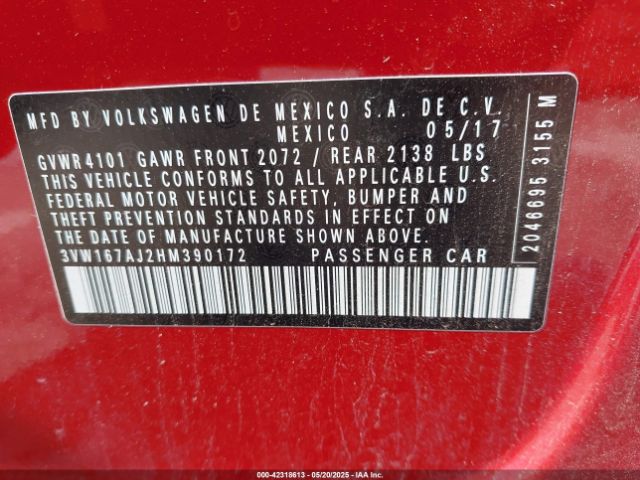 MFD BY VOLKSWAGEN DE MEXICO S.A. DE C.V.
MEXICO 05/17
GVWR 4101 GAWR FRONT 2072 / REAR 2138 LBS
THIS VEHICLE CONFORMS TO ALL APPLICABLE U.S.
FEDERAL MOTOR VEHICLE SAFETY, BUMPER AND
THEFT PREVENTION STANDARDS IN EFFECT ON
THE DATE OF MANUFACTURE SHOWN ABOVE.
3VW167AJ2HM390172 PASSENGER CAR
2046695 3155 M
000-42318613 - 05/20/2025 - IAAI.COM